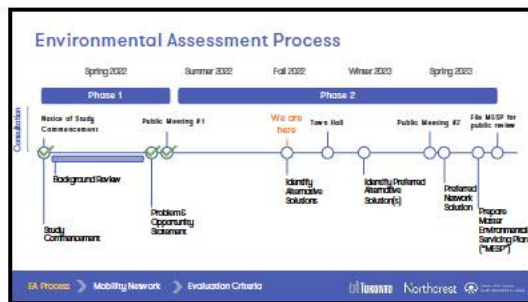 Environmental Assessment Process
Spring 2022
Summer 2022
Fall 2022
Winter 2023
Spring 2023
Phase 1
Phase 2
Consultation
Notice of Study
Commencement
Public Meeting #1
We are
here
Town Hall
Public Meeting #2
File MESP for
public review
Background Review
Study
Commencement
Problem &
Opportunity
Statement
Identify
Alternative
Solutions
Identify Preferred
Alternative
Solution(s)
Preferred
Network
Solution
Prepare
Master
Environmental
Servicing Plan
("MESP")
EA Process
Mobility Network
Evaluation Criteria
TORONTO
Northcrest